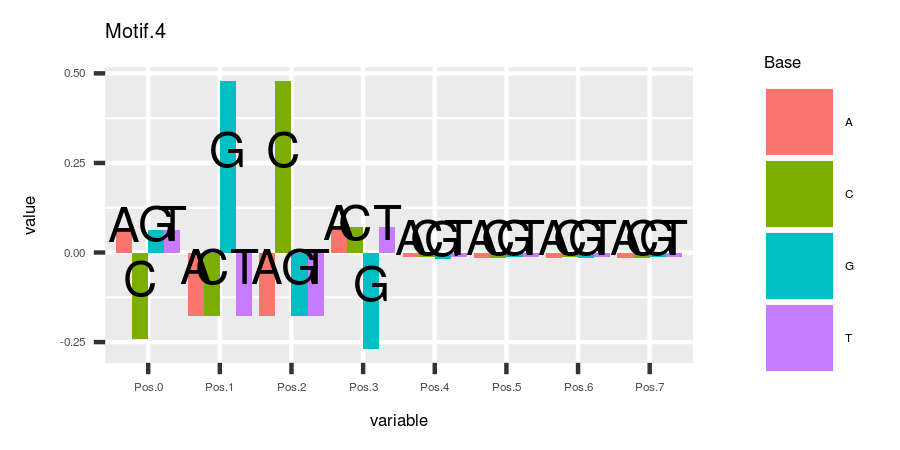 Motif.4
Base
0.50
0.25
0.00
-0.25
value
A C G T
A C G T
A C G T
A C G T
A C G T
A C G T
A C G T
A C G T
Pos.0 Pos.1 Pos.2 Pos.3 Pos.4 Pos.5 Pos.6 Pos.7
variable
A
C
G
T